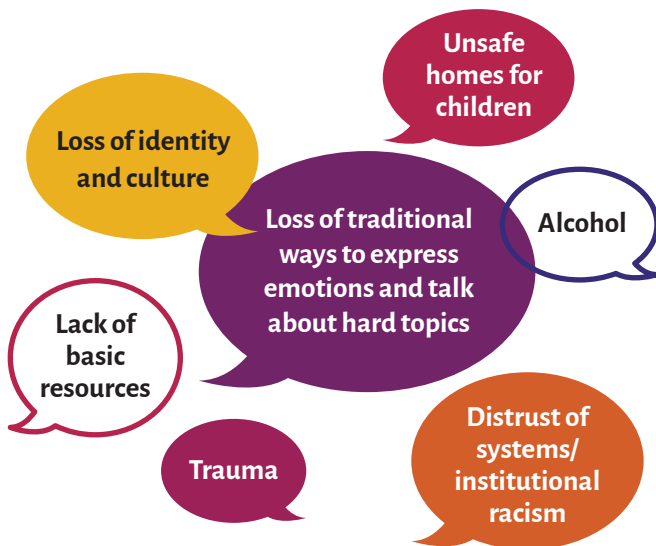 Unsafe
homes for
children
Loss of identity
and culture
Loss of traditional
ways to express
emotions and talk
about hard topics
Alcohol
Lack of
basic
resources
Trauma
Distrust of
systems/
institutional
racism